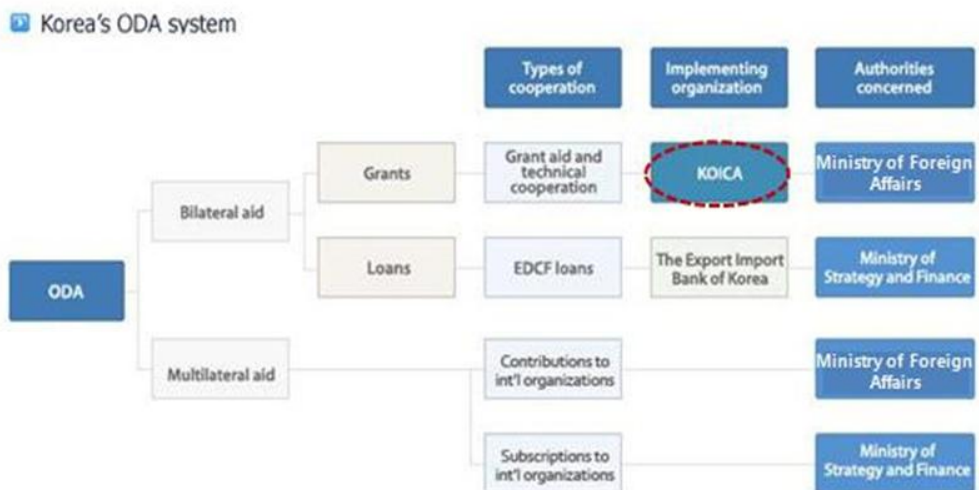 Korea's ODA system
Types of
cooperation
Implementing
organization
Authorities
concerned
Grants
Grant aid and
technical
cooperation
KOICA
Ministry of Foreign
Affairs
Bilateral aid
Loans
EDCF loans
The Export Import
Bank of Korea
Ministry of
Strategy and Finance
ODA
Multilateral aid
Contributions to
int'l organizations
Ministry of Foreign
Affairs
Subscriptions to
int'l organizations
Ministry of
Strategy and Finance